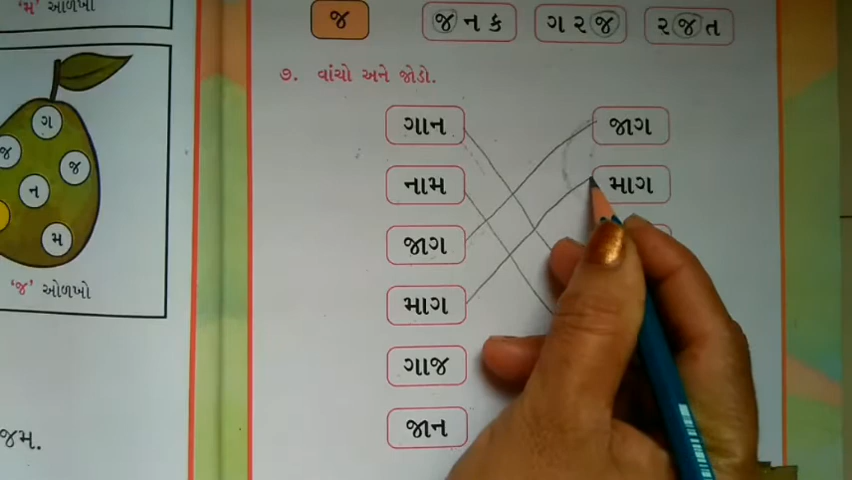 'મ' ઓળખો
જ જનક ગરજ રજત
૭. વાંચો અને જોડો.
ગાન જાગ
નામ માગ
જાગ
માગ
ગાજ
જાન
ગ
જ
જ
ન
મ
'જ' ઓળખો
જમ.